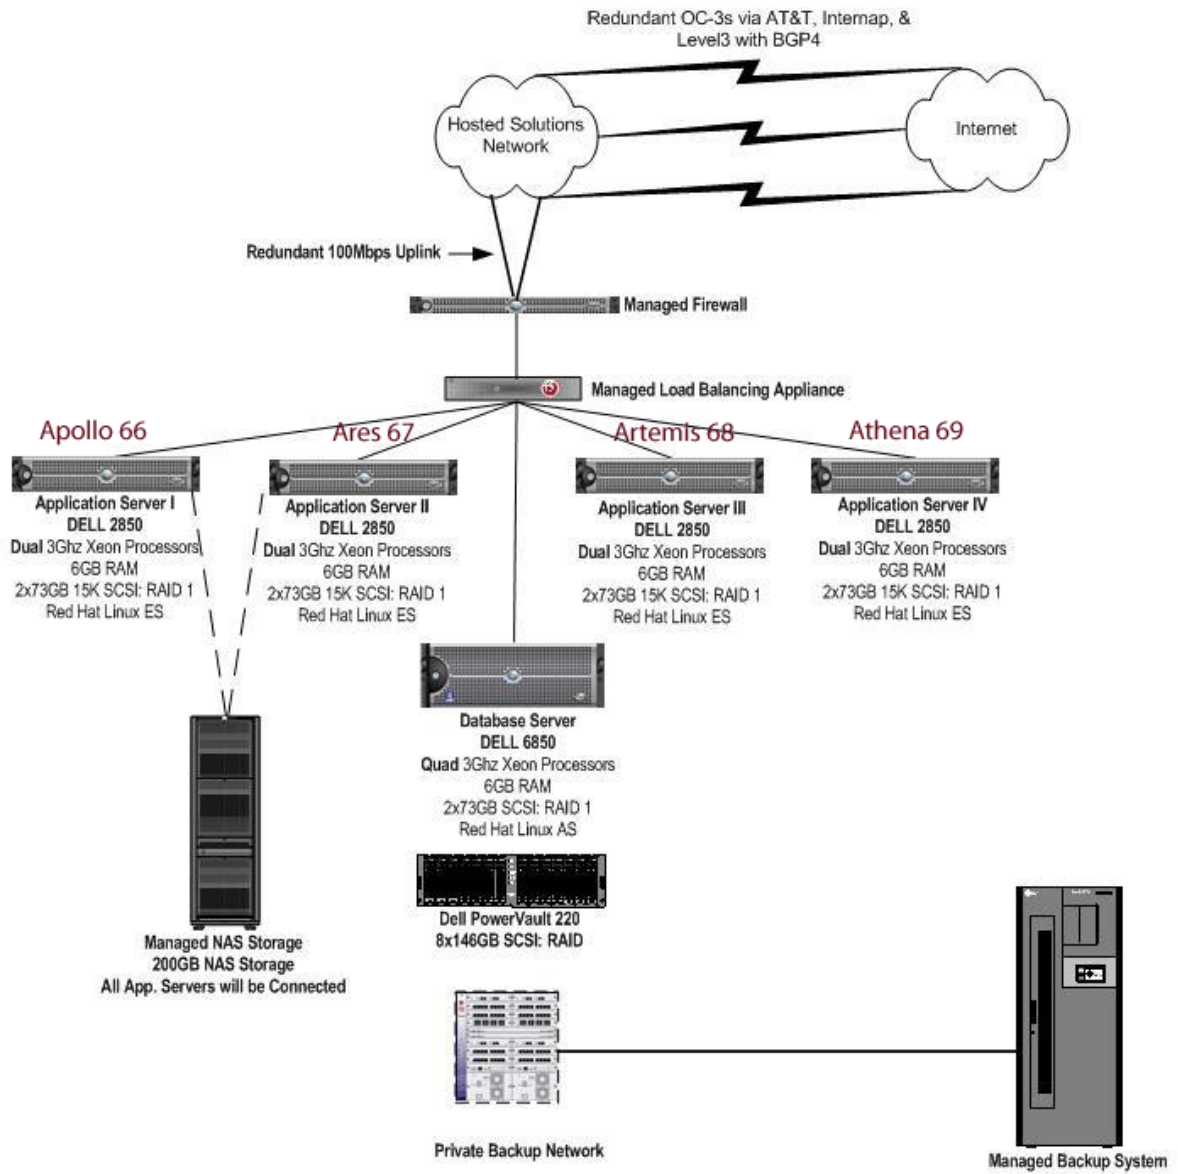 Redundant OC-3s via AT&T, Internap, &
Level3 with BGP4
Hosted Solutions
Network
Internet
Redundant 100Mbps Uplink
Managed Firewall
Managed Load Balancing Appliance
Apollo 66
Ares 67
Artemis 68
Athena 69
Application Server I
DELL 2850
Dual 3Ghz Xeon Processors
6GB RAM
2x73GB 15K SCSI: RAID 1
Red Hat Linux ES
Application Server II
DELL 2850
Dual 3Ghz Xeon Processors
6GB RAM
2x73GB 15K SCSI: RAID 1
Red Hat Linux ES
Application Server III
DELL 2850
Dual 3Ghz Xeon Processors
6GB RAM
2x73GB 15K SCSI: RAID 1
Red Hat Linux ES
Application Server IV
DELL 2850
Dual 3Ghz Xeon Processors
6GB RAM
2x73GB 15K SCSI: RAID 1
Red Hat Linux ES
Database Server
DELL 6850
Quad 3Ghz Xeon Processors
6GB RAM
2x73GB SCSI: RAID 1
Red Hat Linux AS
Dell PowerVault 220
8x146GB SCSI: RAID
Managed NAS Storage
200GB NAS Storage
All App. Servers will be Connected
Private Backup Network
Managed Backup System